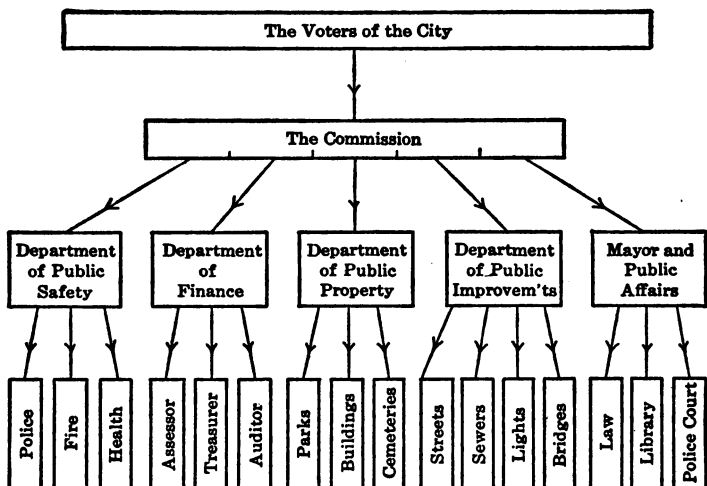 The Voters of the City
The Commission
Department
of Public
Safety
Department
of
Finance
Department
of Public
Property
Department
of Public
Improvem'ts
Mayor and
Public
Affairs
Police
Fire
Health
Assessor
Treasurer
Auditor
Parks
Buildings
Cemeteries
Streets
Sewers
Lights
Bridges
Law
Library
Police Court